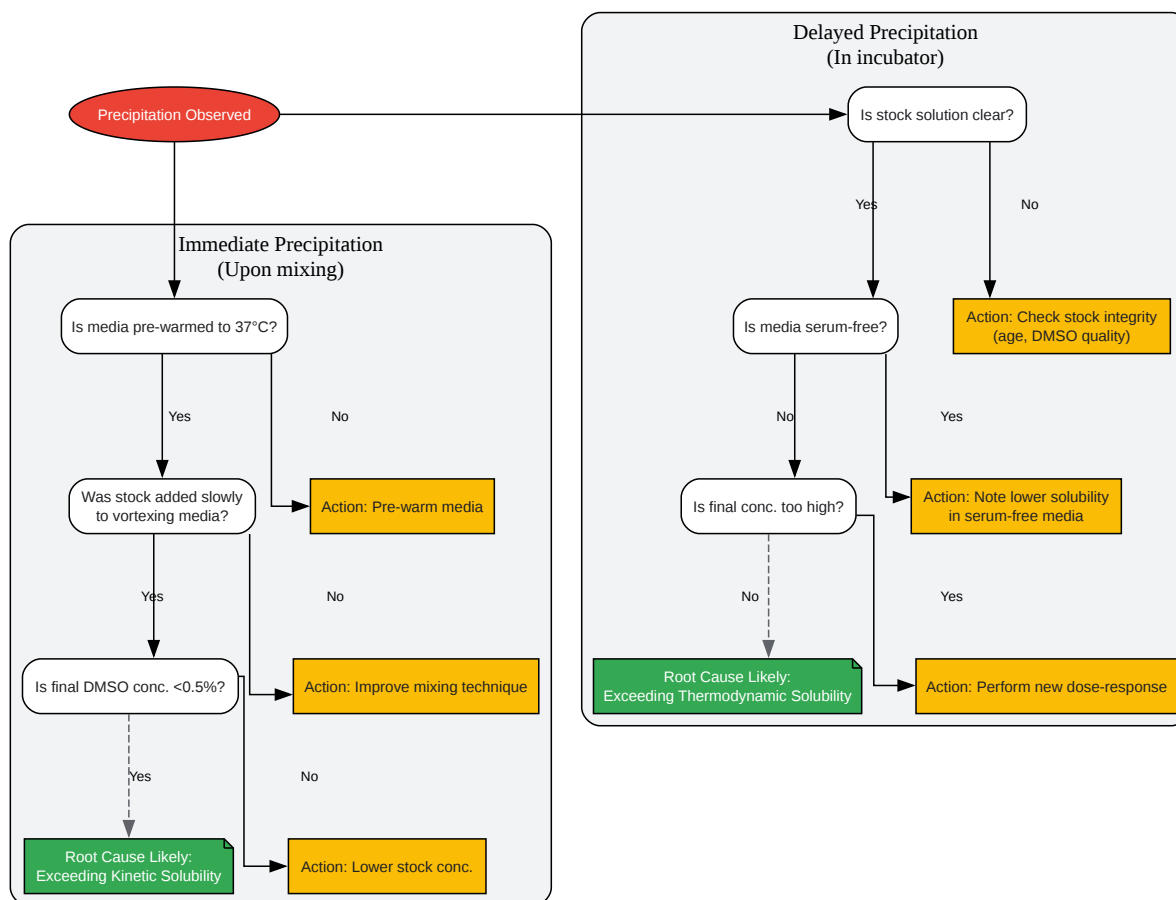 Delayed Precipitation
(In incubator)
Precipitation Observed
Is stock solution clear?
Yes
No
Immediate Precipitation
(Upon mixing)
Is media pre-warmed to 37°C?
Is media serum-free?
Action: Check stock integrity
(age, DMSO quality)
Yes
No
No
Yes
Was stock added slowly
to vortexing media?
Action: Pre-warm media
Is final conc. too high?
Action: Note lower solubility
in serum-free media
Yes
No
No
Yes
Is final DMSO conc. <0.5%?
Action: Improve mixing technique
Root Cause Likely:
Exceeding Thermodynamic Solubility
Action: Perform new dose-response
Yes
No
Root Cause Likely:
Exceeding Kinetic Solubility
Action: Lower stock conc.